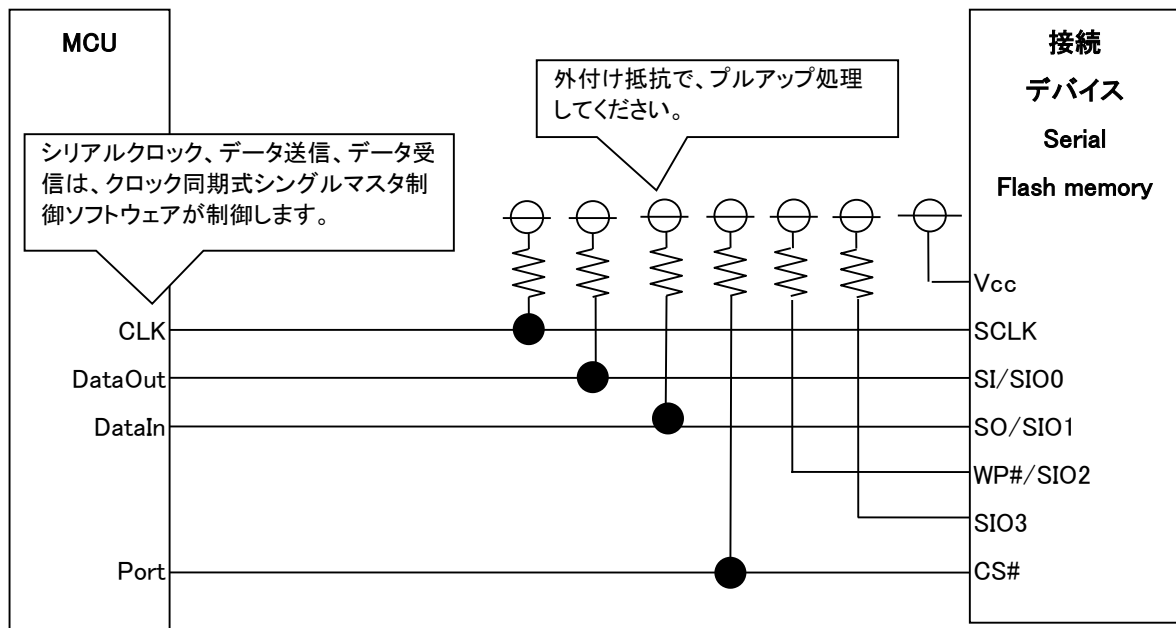 MCU
接続
デバイス
Serial
Flash memory
外付け抵抗で、プルアップ処理
してください。
シリアルクロック、データ送信、データ受
信は、クロック同期式シングルマスタ制
御ソフトウェアが制御します。
Vcc
CLK
SCLK
DataOut
SI/SIO0
DataIn
SO/SIO1
WP#/SIO2
SIO3
Port
CS#